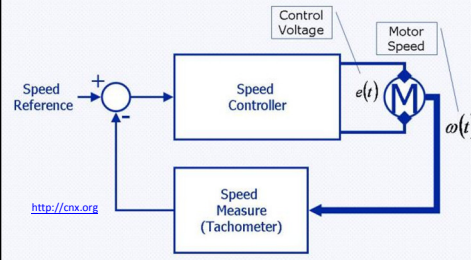 Control
Voltage
Motor
Speed
Speed
Reference
+
-
Speed
Controller
e(t)
M
ω(t)
http://cnx.org
Speed
Measure
(Tachometer)